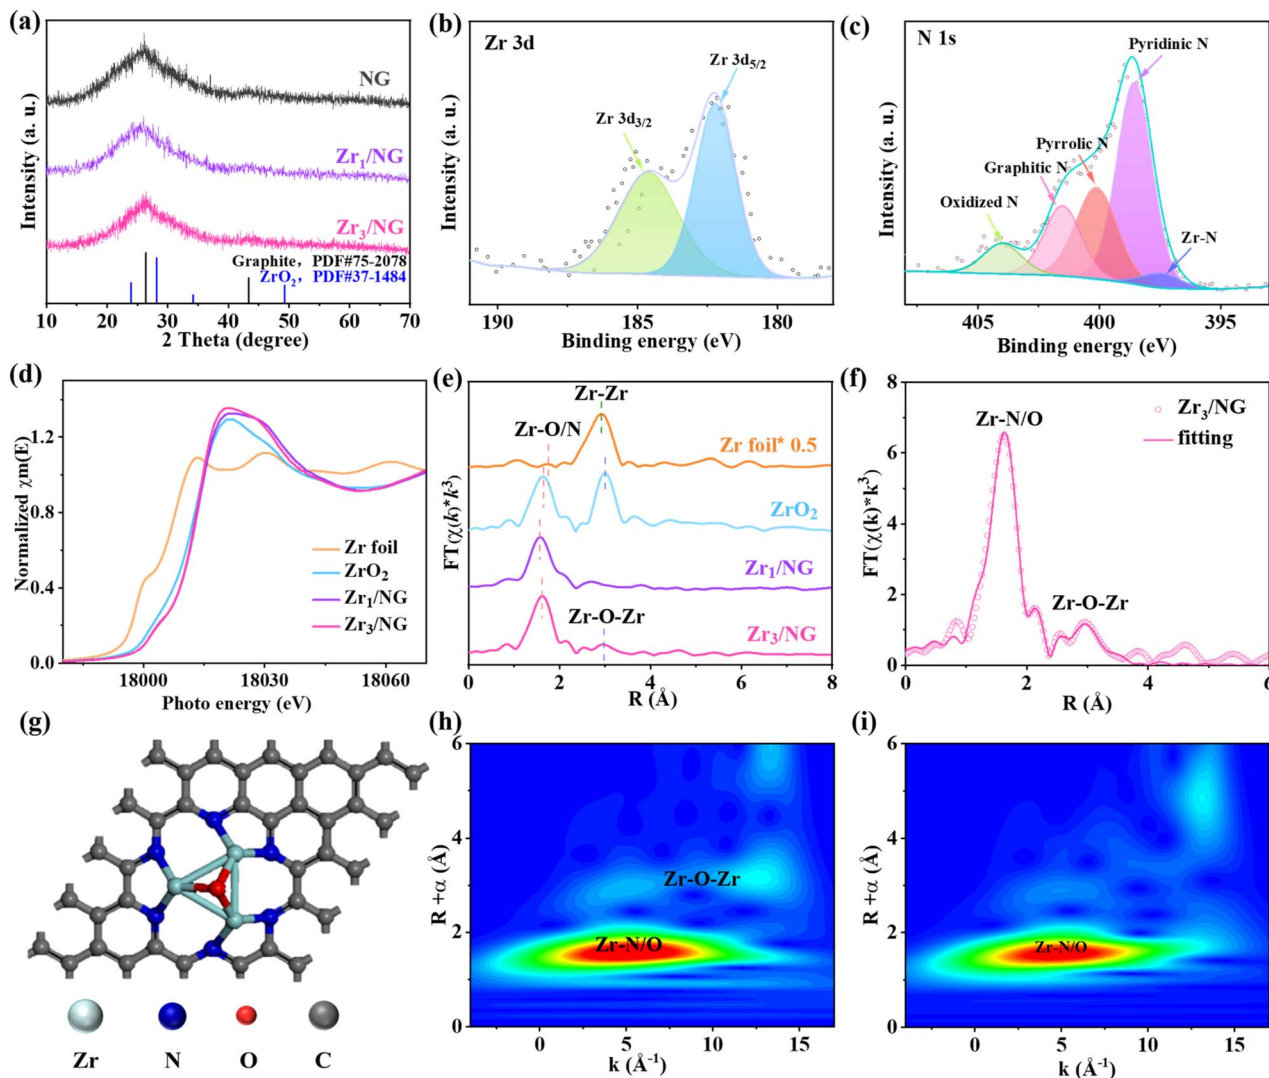 (a)
NG
Zr₁/NG
Zr₃/NG
Graphite, PDF#75-2078
ZrO₂, PDF#37-1484
10 20 30 40 50 60 70
2 Theta (degree)
Intensity (a. u.)
(b)
Zr 3d
Zr 3d₅/₂
Zr 3d₃/₂
190 185 180
Binding energy (eV)
Intensity (a. u.)
(c)
N 1s
Pyridinic N
Pyrrolic N
Graphitic N
Oxidized N
Zr-N
405 400 395
Binding energy (eV)
Intensity (a. u.)
(d)
1.2
0.6
0.0
Zr foil
ZrO₂
Zr₁/NG
Zr₃/NG
18000 18030 18060
Photo energy (eV)
Normalized χm(E)
(e)
Zr-Zr
Zr-O/N
Zr foil* 0.5
ZrO₂
Zr₁/NG
Zr-O-Zr
Zr₃/NG
0 2 4 6 8
R (Å)
FT(χ(k)*k³)
(f)
8
6
4
2
0
Zr-N/O
Zr₃/NG
fitting
Zr-O-Zr
0 2 4 6
R (Å)
FT(χ(k)*k³)
(g)
Zr N O C
(h)
6
4
2
0
Zr-O-Zr
Zr-N/O
0 5 10 15
k (Å⁻¹)
R +α (Å)
(i)
6
4
2
0
Zr-N/O
0 5 10 15
k (Å⁻¹)
R +α (Å)